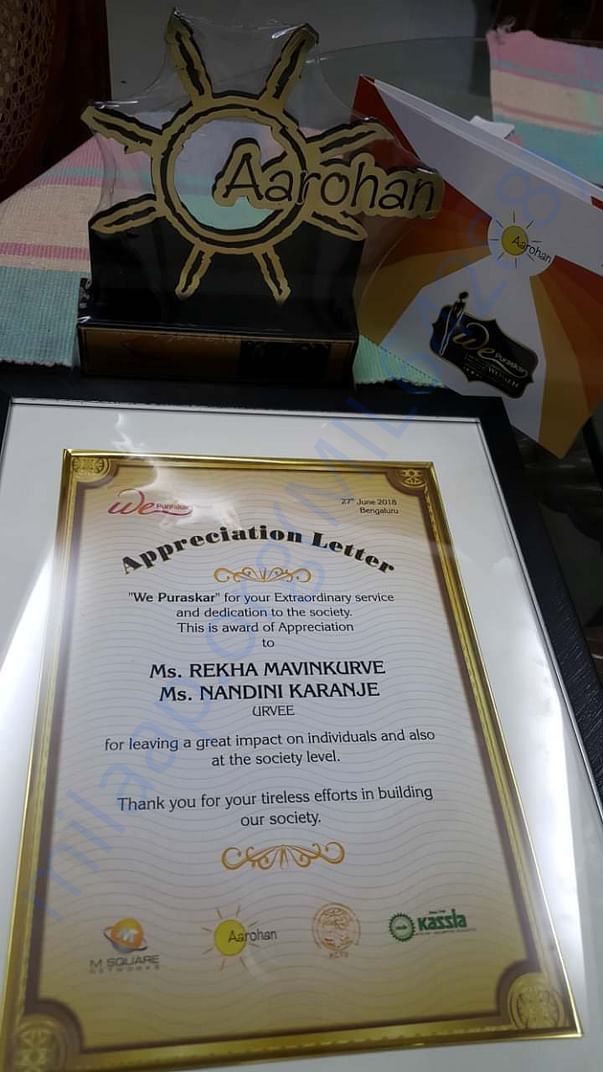 Aarohan
Aarohan
We
Puraskar
We Puraskar
27th June 2018
Bengaluru
Appreciation Letter
"We Puraskar" for your Extraordinary service
and dedication to the society.
This is award of Appreciation
to
Ms. REKHA MAVINKURVE
Ms. NANDINI KARANJE
URVEE
for leaving a great impact on individuals and also
at the society level.
Thank you for your tireless efforts in building
our society.
M SQUARE
NETWORKS
Aarohan
Kassia